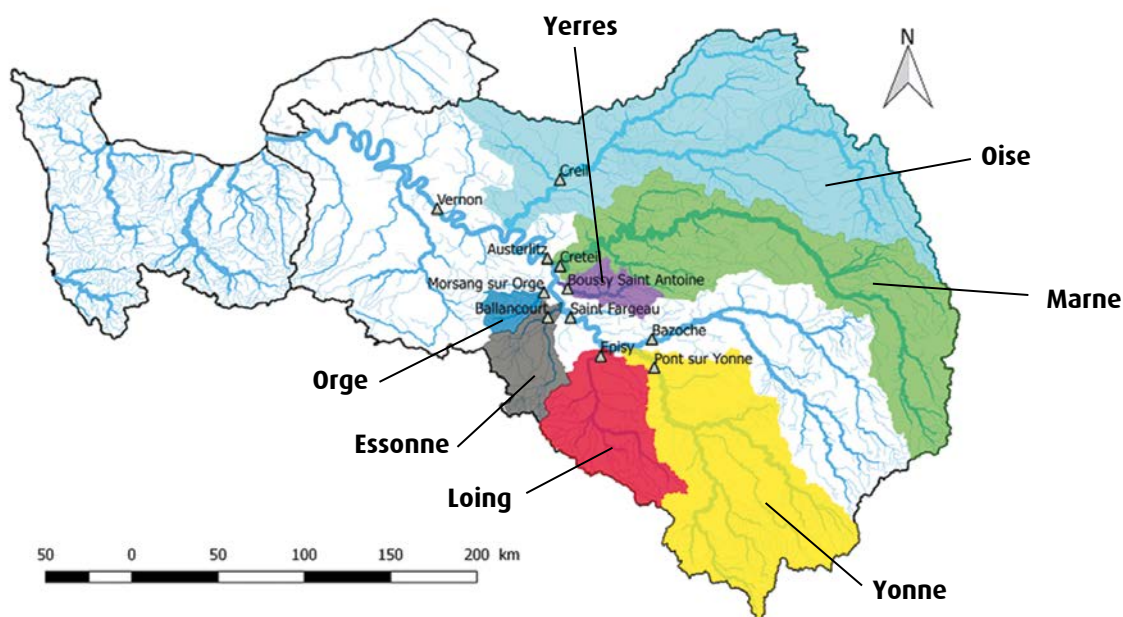 Yerres
N
Oise
Creil
Vernon
Austerlitz
Creteil
Morsang sur Orge
Boussy Saint Antoine
Marne
Ballancourt
Saint Fargeau
Bazoche
Episy
Pont sur Yonne
Orge
Essonne
Loing
50 0 50 100 150 200 km
Yonne